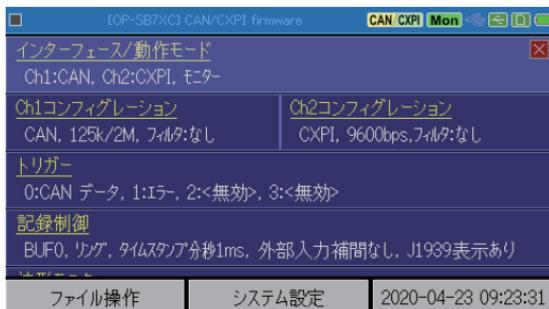 [OP-SB7XC] CAN/CXPI firmware CAN/CXPI Mon
インターフェース/動作モード
Ch1:CAN, Ch2:CXPI, ﾓﾆﾀｰ
Ch1コンフィグレーション
CAN, 125k/2M, ﾌｨﾙﾀ:なし
Ch2コンフィグレーション
CXPI, 9600bps,ﾌｨﾙﾀ:なし
トリガー
0:CAN データ, 1:ｴﾗｰ, 2:<無効>, 3:<無効>
記録制御
BUF0, ﾘﾝｸﾞ, ﾀｲﾑｽﾀﾝﾌﾟ分秒1ms, 外部入力補間なし, J1939表示あり
ファイル操作
システム設定
2020-04-23 09:23:31